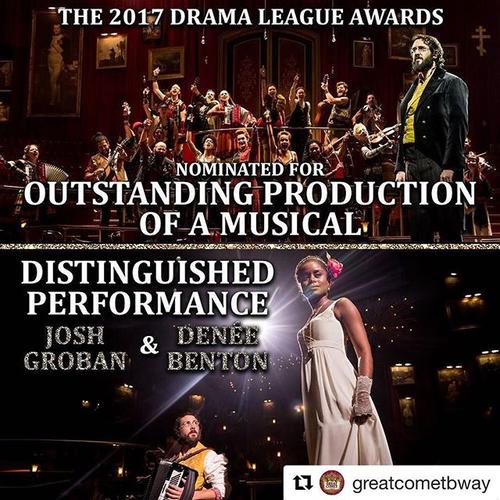 THE 2017 DRAMA LEAGUE AWARDS
NOMINATED FOR
OUTSTANDING PRODUCTION
OF A MUSICAL
DISTINGUISHED
PERFORMANCE
JOSH
GROBAN
&
DENÉE
BENTON
greatcometbway